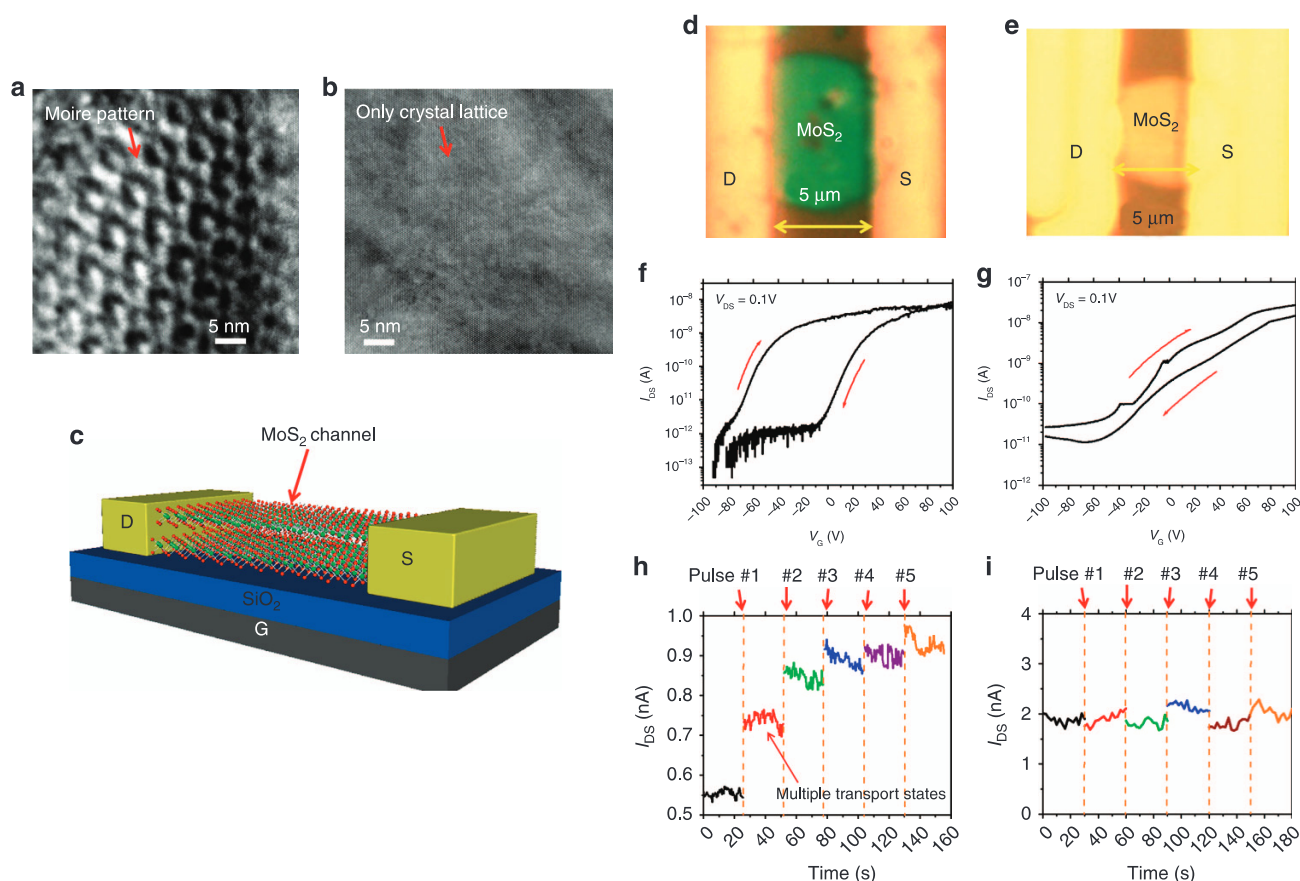 a
Moire pattern
5 nm
b
Only crystal lattice
5 nm
c
MoS2 channel
D
S
SiO2
G
d
MoS2
D
S
5 μm
e
MoS2
D
S
5 μm
f
VDS = 0.1V
10⁻⁸
10⁻⁹
10⁻¹⁰
10¹¹
10⁻¹²
10⁻¹³
IDS (A)
−100 −80 −60 −40 −20 0 20 40 60 80 100
VG (V)
g
VDS = 0.1V
10⁻⁷
10⁻⁸
10⁻⁹
10⁻¹⁰
10⁻¹¹
10⁻¹²
IDS (A)
−100 −80 −60 −40 −20 0 20 40 60 80 100
VG (V)
h
Pulse #1 #2 #3 #4 #5
1.0
0.9
0.8
0.7
0.6
0.5
IDS (nA)
Multiple transport states
0 20 40 60 80 100 120 140 160
Time (s)
i
Pulse #1 #2 #3 #4 #5
4
3
2
1
0
IDS (nA)
0 20 40 60 80 100 120 140 160 180
Time (s)